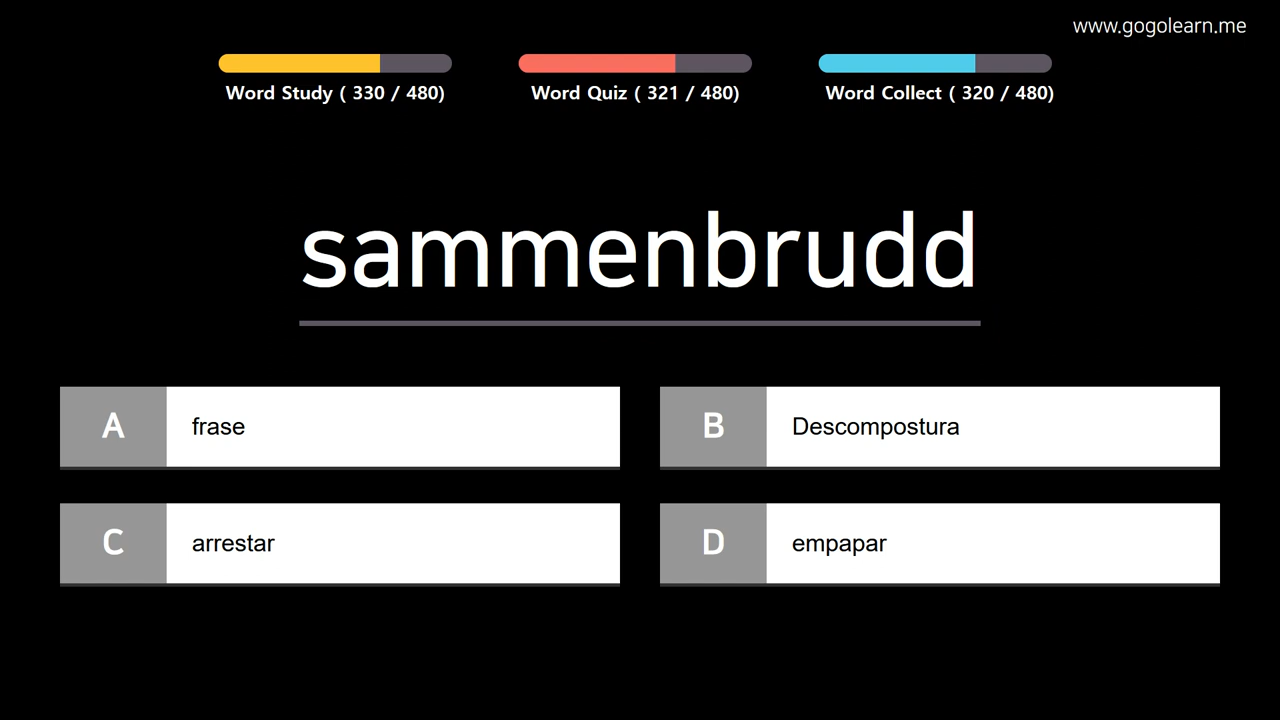 www.gogolearn.me
Word Study ( 330 / 480)
Word Quiz ( 321 / 480)
Word Collect ( 320 / 480)
sammenbrudd
A frase
B Descompostura
C arrestar
D empapar